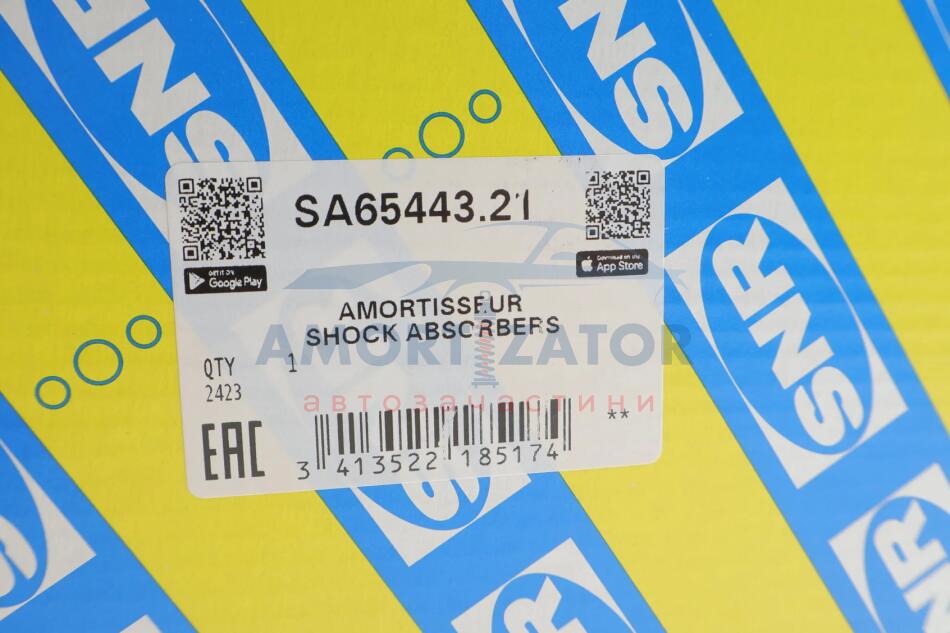 SNR
SNR
SA65443.21
GET IT ON
Google Play
Download on the
App Store
AMORTISSEUR
SHOCK ABSORBERS
AMORTIZATOR
автозапчастини
QTY 1
2423
**
EAC
3 413522 185174
SNR
SNR
SNR
SNR